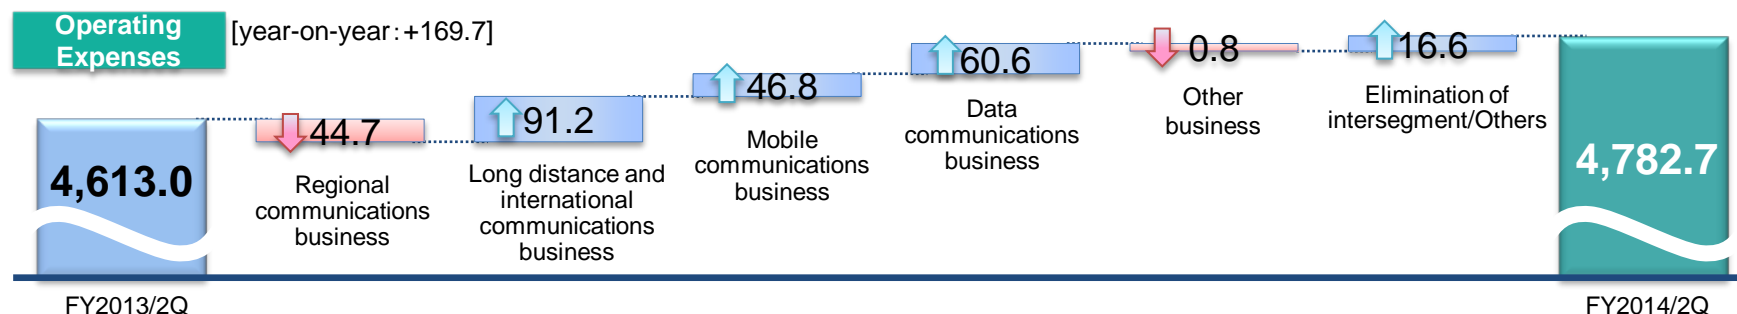 Operating
Expenses
[year-on-year：+169.7]
4,613.0
FY2013/2Q
44.7
Regional
communications
business
91.2
Long distance and
international
communications
business
46.8
Mobile
communications
business
60.6
Data
communications
business
0.8
Other
business
16.6
Elimination of
intersegment/Others
4,782.7
FY2014/2Q